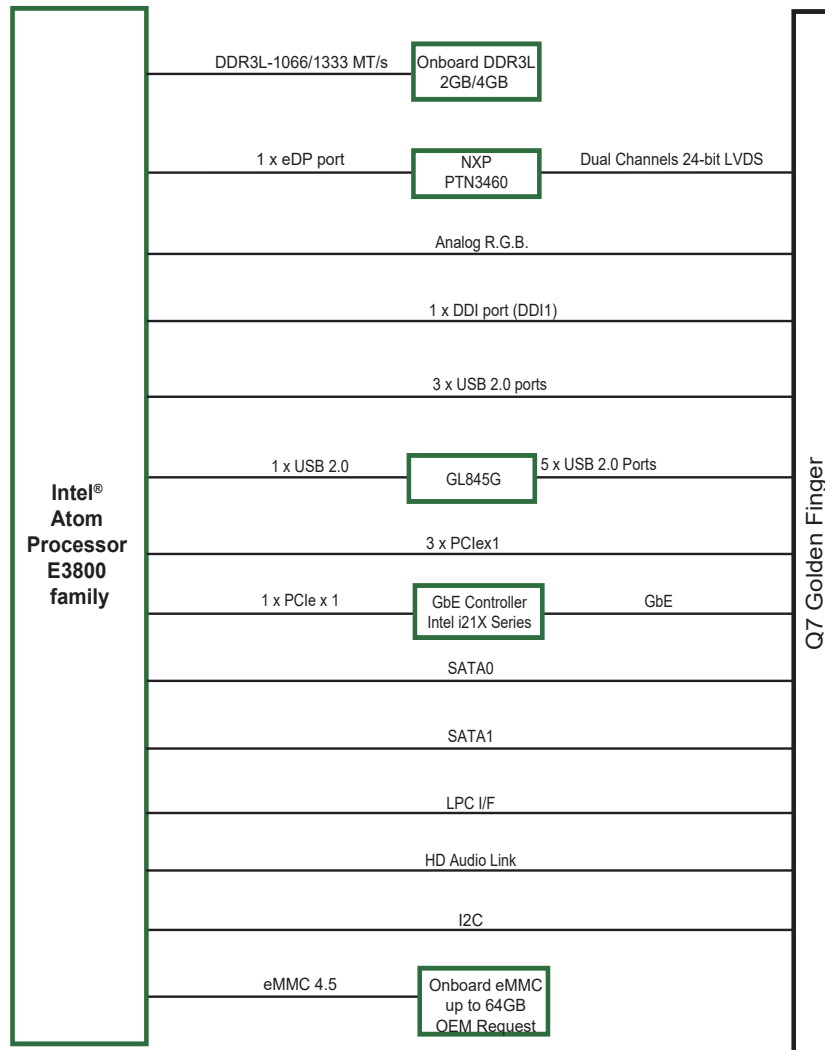 DDR3L-1066/1333 MT/s
Onboard DDR3L
2GB/4GB
1 x eDP port
NXP
PTN3460
Dual Channels 24-bit LVDS
Analog R.G.B.
1 x DDI port (DDI1)
3 x USB 2.0 ports
1 x USB 2.0
GL845G
5 x USB 2.0 Ports
Intel®
Atom
Processor
E3800
family
3 x PCIex1
1 x PCIe x 1
GbE Controller
Intel i21X Series
GbE
Q7 Golden Finger
SATA0
SATA1
LPC I/F
HD Audio Link
I2C
eMMC 4.5
Onboard eMMC
up to 64GB
OEM Request